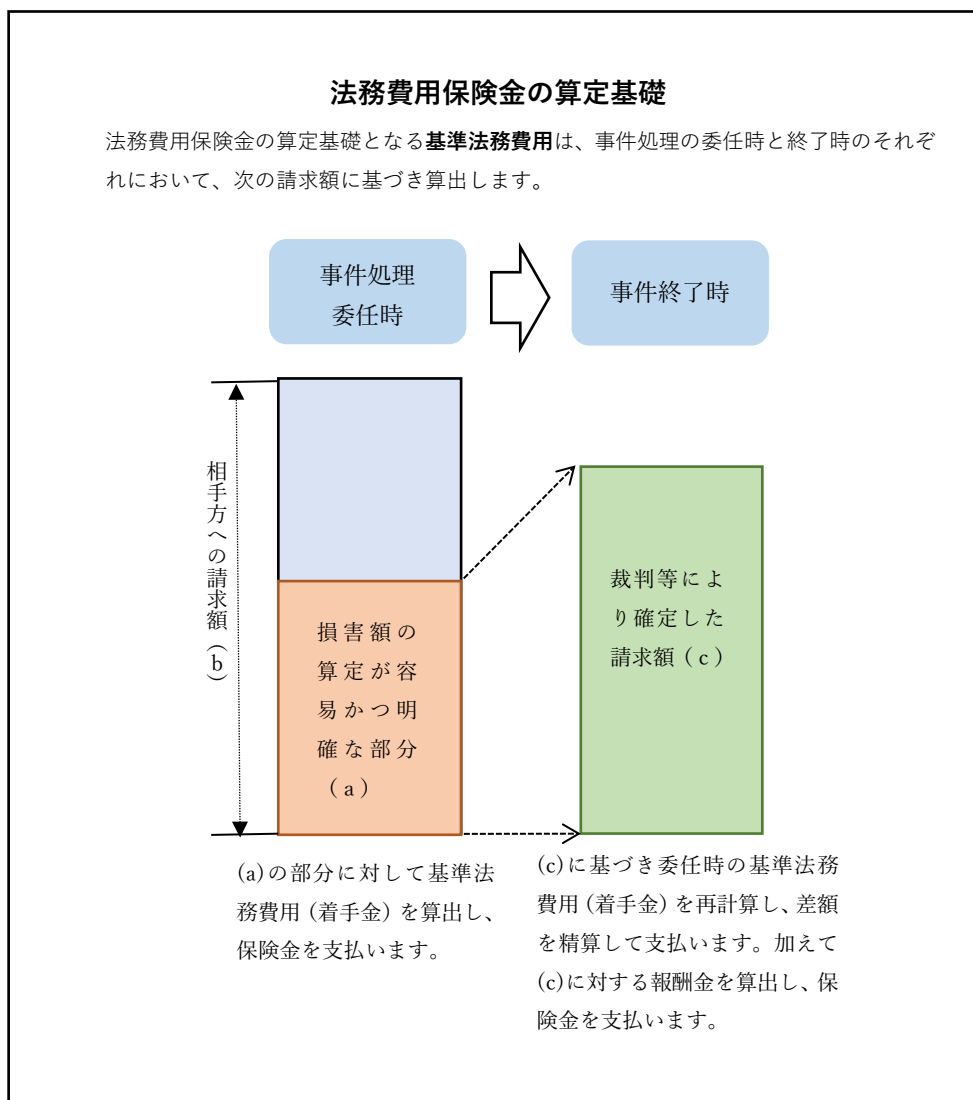 法務費用保険金の算定基礎
法務費用保険金の算定基礎となる基準法務費用は、事件処理の委任時と終了時のそれぞ
れにおいて、次の請求額に基づき算出します。
事件処理
委任時
事件終了時
相手方への請求額(b)
損害額の
算定が容
易かつ明
確な部分
(a)
裁判等によ
り確定した
請求額(c)
(a)の部分に対して基準法
務費用(着手金)を算出し、
保険金を支払います。
(c)に基づき委任時の基準法務
費用(着手金)を再計算し、差額
を精算して支払います。加えて
(c)に対する報酬金を算出し、保
険金を支払います。